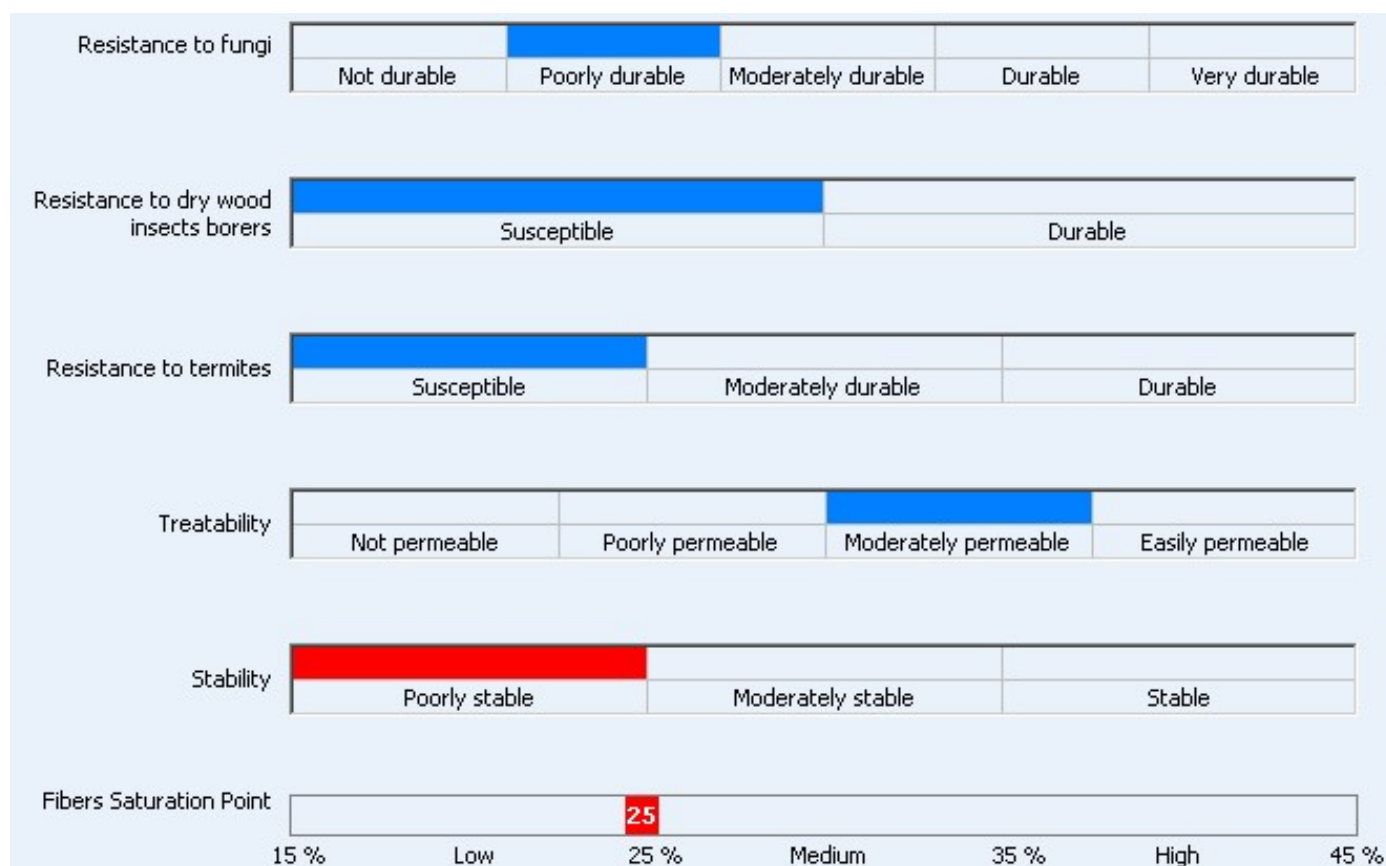 Resistance to fungi
Not durable Poorly durable Moderately durable Durable Very durable
Resistance to dry wood
insects borers
Susceptible Durable
Resistance to termites
Susceptible Moderately durable Durable
Treatability
Not permeable Poorly permeable Moderately permeable Easily permeable
Stability
Poorly stable Moderately stable Stable
Fibers Saturation Point
25
15 % Low 25 % Medium 35 % High 45 %